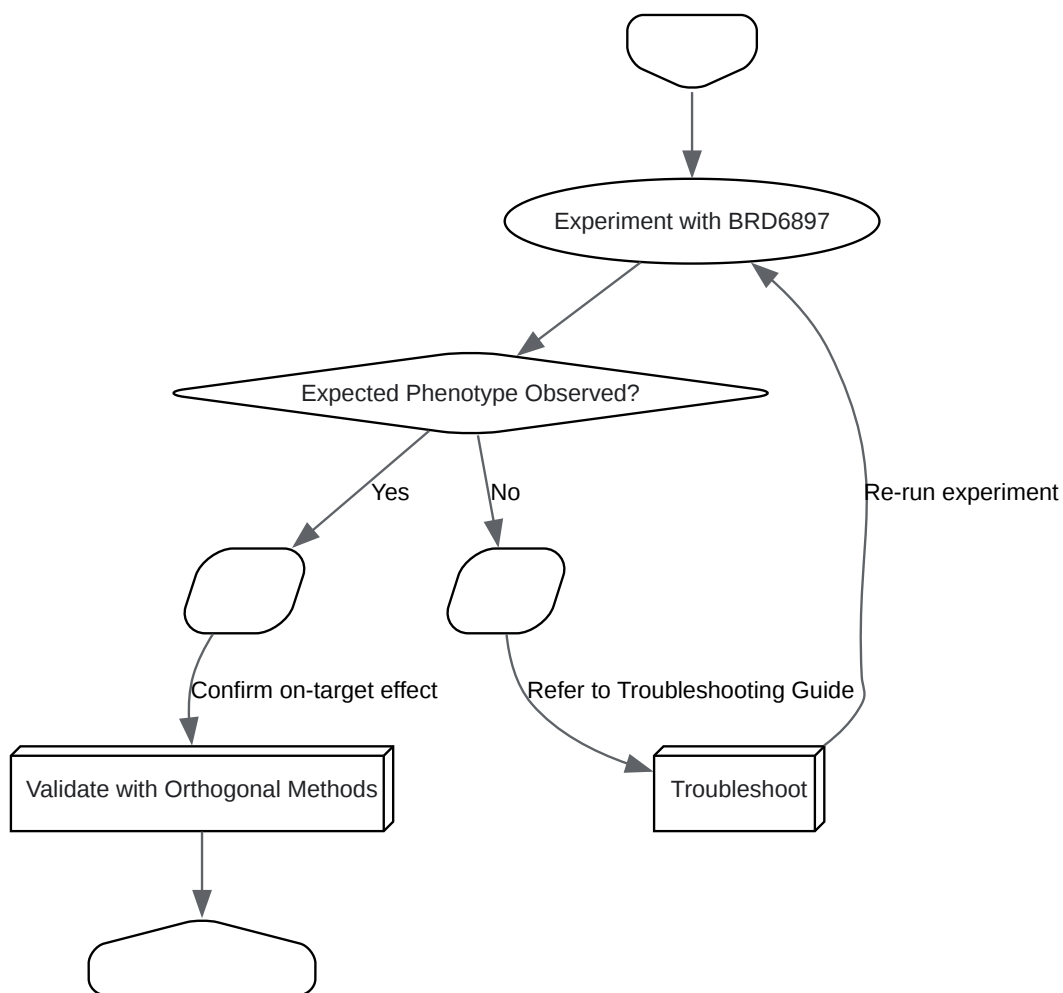 Experiment with BRD6897
Expected Phenotype Observed?
Yes
No
Re-run experiment
Confirm on-target effect
Refer to Troubleshooting Guide
Validate with Orthogonal Methods
Troubleshoot